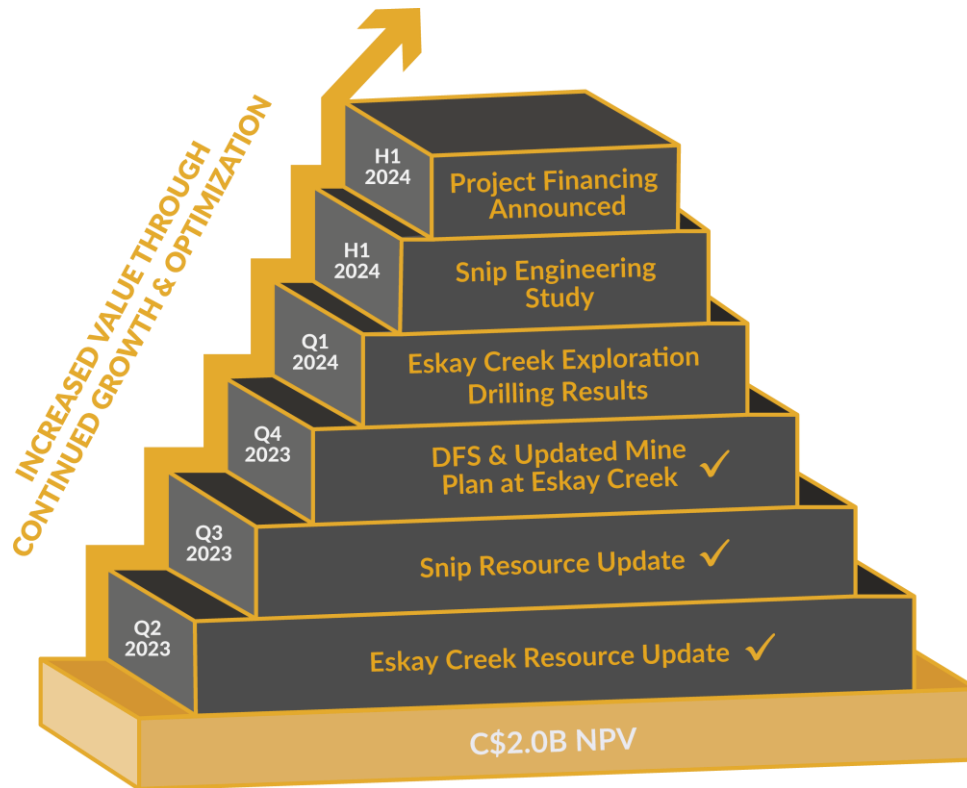 INCREASED VALUE THROUGH
CONTINUED GROWTH & OPTIMIZATION
H1
2024
Project Financing
Announced
H1
2024
Snip Engineering
Study
Q1
2024
Eskay Creek Exploration
Drilling Results
Q4
2023
DFS & Updated Mine
Plan at Eskay Creek ✓
Q3
2023
Snip Resource Update ✓
Q2
2023
Eskay Creek Resource Update ✓
C$2.0B NPV